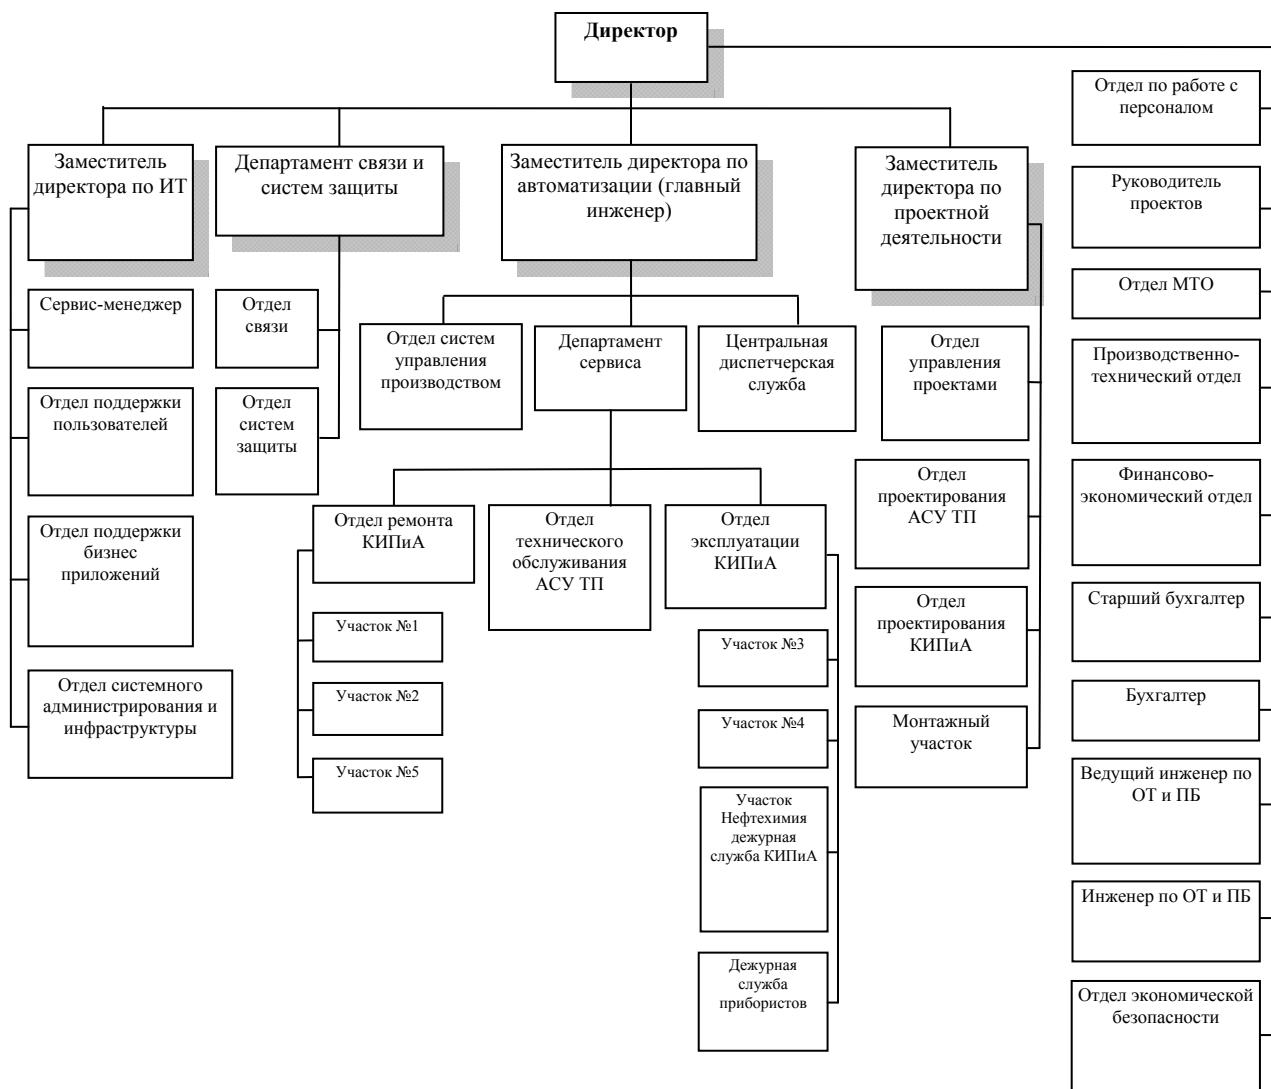 Директор
Заместитель
директора по ИТ
Департамент связи и
систем защиты
Заместитель директора по
автоматизации (главный
инженер)
Заместитель
директора по
проектной
деятельности
Сервис-менеджер
Отдел поддержки
пользователей
Отдел поддержки
бизнес
приложений
Отдел системного
администрирования и
инфраструктуры
Отдел
связи
Отдел
систем
защиты
Отдел систем
управления
производством
Департамент
сервиса
Центральная
диспетчерская
служба
Отдел ремонта
КИПиА
Отдел
технического
обслуживания
АСУ ТП
Отдел
эксплуатации
КИПиА
Участок №1
Участок №2
Участок №5
Участок №3
Участок №4
Участок
Нефтехимия
дежурная
служба КИПиА
Дежурная
служба
прибористов
Отдел
управления
проектами
Отдел
проектирования
АСУ ТП
Отдел
проектирования
КИПиА
Монтажный
участок
Отдел по работе с
персоналом
Руководитель
проектов
Отдел МТО
Производственно-
технический отдел
Финансово-
экономический отдел
Старший бухгалтер
Бухгалтер
Ведущий инженер по
ОТ и ПБ
Инженер по ОТ и ПБ
Отдел экономической
безопасности